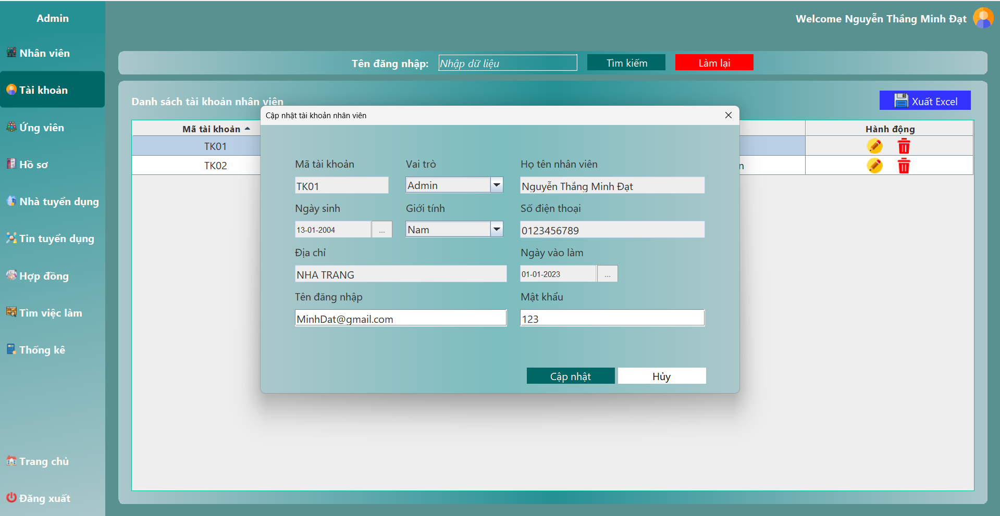 Admin
Welcome Nguyễn Thắng Minh Đạt
Nhân viên
Tài khoản
Ứng viên
Hồ sơ
Nhà tuyển dụng
Tin tuyển dụng
Hợp đồng
Tìm việc làm
Thống kê
Trang chủ
Đăng xuất
Tên đăng nhập: Nhập dữ liệu Tìm kiếm Làm lại
Danh sách tài khoản nhân viên Xuất Excel
Mã tài khoản Hành động
TK01
TK02 n
Cập nhật tài khoản nhân viên
Mã tài khoản Vai trò Họ tên nhân viên
TK01 Admin Nguyễn Thắng Minh Đạt
Ngày sinh Giới tính Số điện thoại
13-01-2004 ... Nam 0123456789
Địa chỉ Ngày vào làm
NHA TRANG 01-01-2023 ...
Tên đăng nhập Mật khẩu
MinhDat@gmail.com 123
Cập nhật Hủy